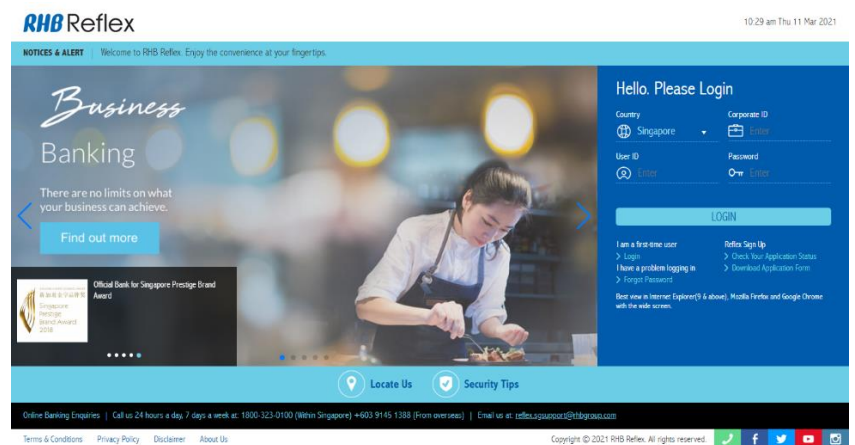 RHB Reflex
10:29 am Thu 11 Mar 2021
NOTICES & ALERT | Welcome to RHB Reflex. Enjoy the convenience at your fingertips.
Business
Banking
There are no limits on what
your business can achieve.
Find out more
Official Bank for Singapore Prestige Brand
Award
Singapore
Prestige
Brand Award
2018
Hello. Please Login
Country
Corporate ID
Singapore
Enter
User ID
Password
Enter
Enter
LOGIN
I am a first-time user
> Login
I have a problem logging in
> Forgot Password
Reflex Sign Up
> Check Your Application Status
> Download Application Form
Best view in Internet Explorer(9 & above), Mozilla Firefox and Google Chrome
with the wide screen.
Locate Us
Security Tips
Online Banking Enquiries | Call us 24 hours a day, 7 days a week at: 1800-323-0100 (Within Singapore) +603 9145 1388 (From overseas) | Email us at: reflex.sgsupport@rhbgroup.com
Terms & Conditions Privacy Policy Disclaimer About Us
Copyright © 2021 RHB Reflex. All rights reserved.